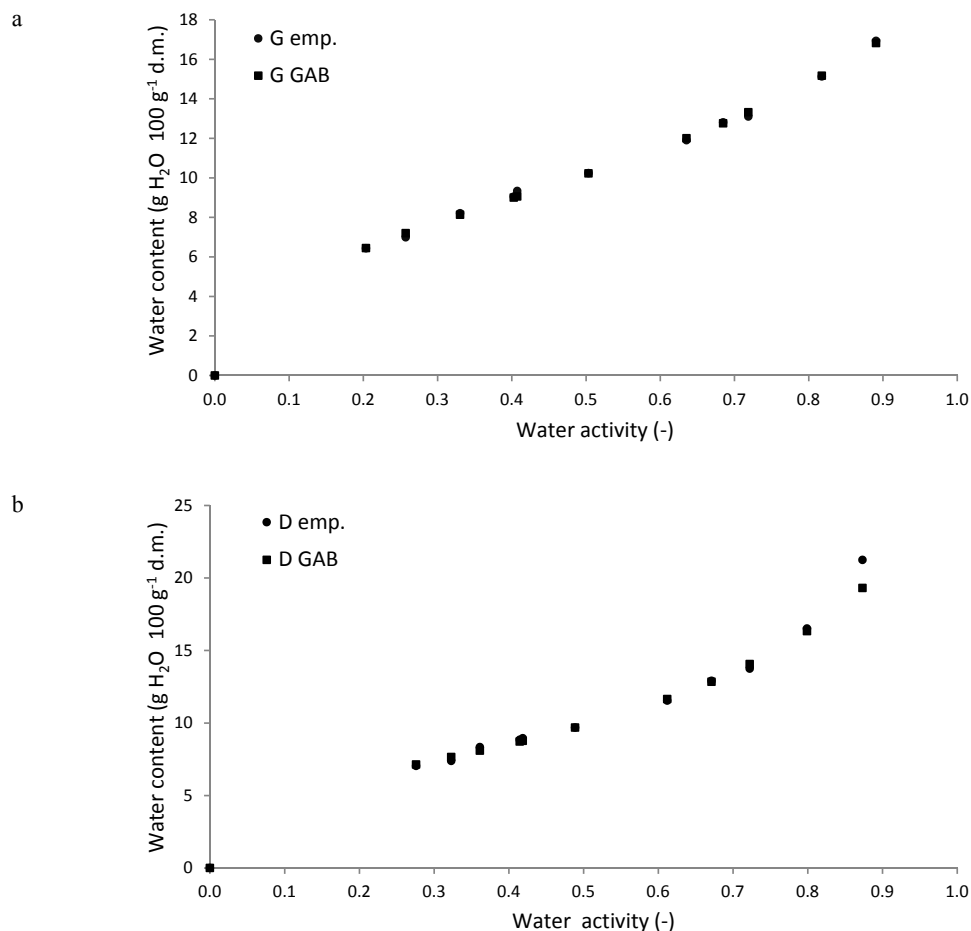 a
18
16
14
12
10
8
6
4
2
0
Water content (g H₂O 100 g⁻¹ d.m.)
G emp.
G GAB
0.0 0.1 0.2 0.3 0.4 0.5 0.6 0.7 0.8 0.9 1.0
Water activity (-)
b
25
20
15
10
5
0
Water content (g H₂O 100 g⁻¹ d.m.)
D emp.
D GAB
0.0 0.1 0.2 0.3 0.4 0.5 0.6 0.7 0.8 0.9 1.0
Water activity (-)